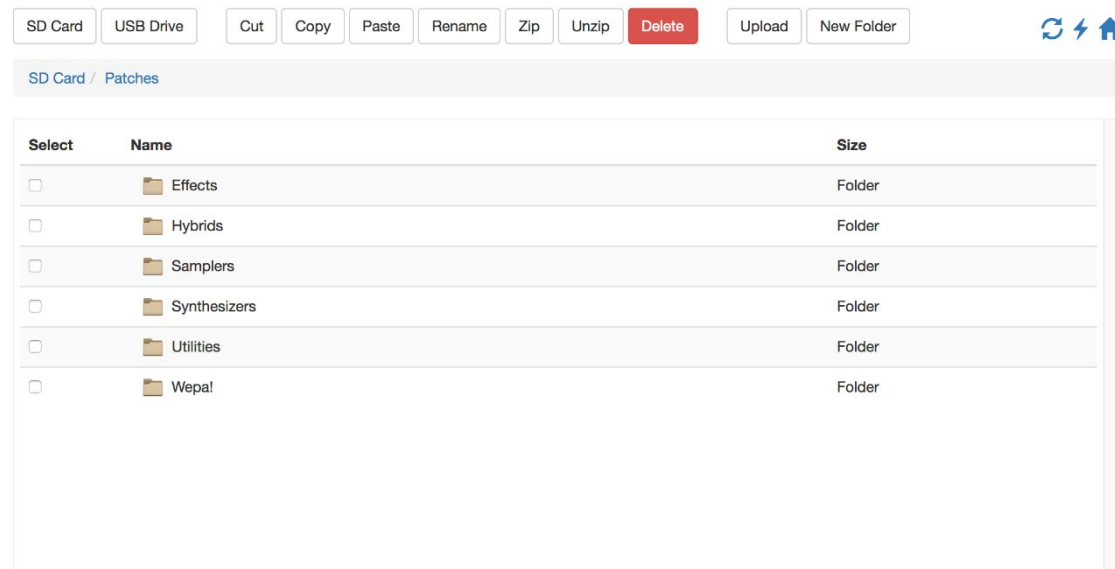 SD Card USB Drive Cut Copy Paste Rename Zip Unzip Delete Upload New Folder
SD Card / Patches
Select Name Size
Effects Folder
Hybrids Folder
Samplers Folder
Synthesizers Folder
Utilities Folder
Wepa! Folder